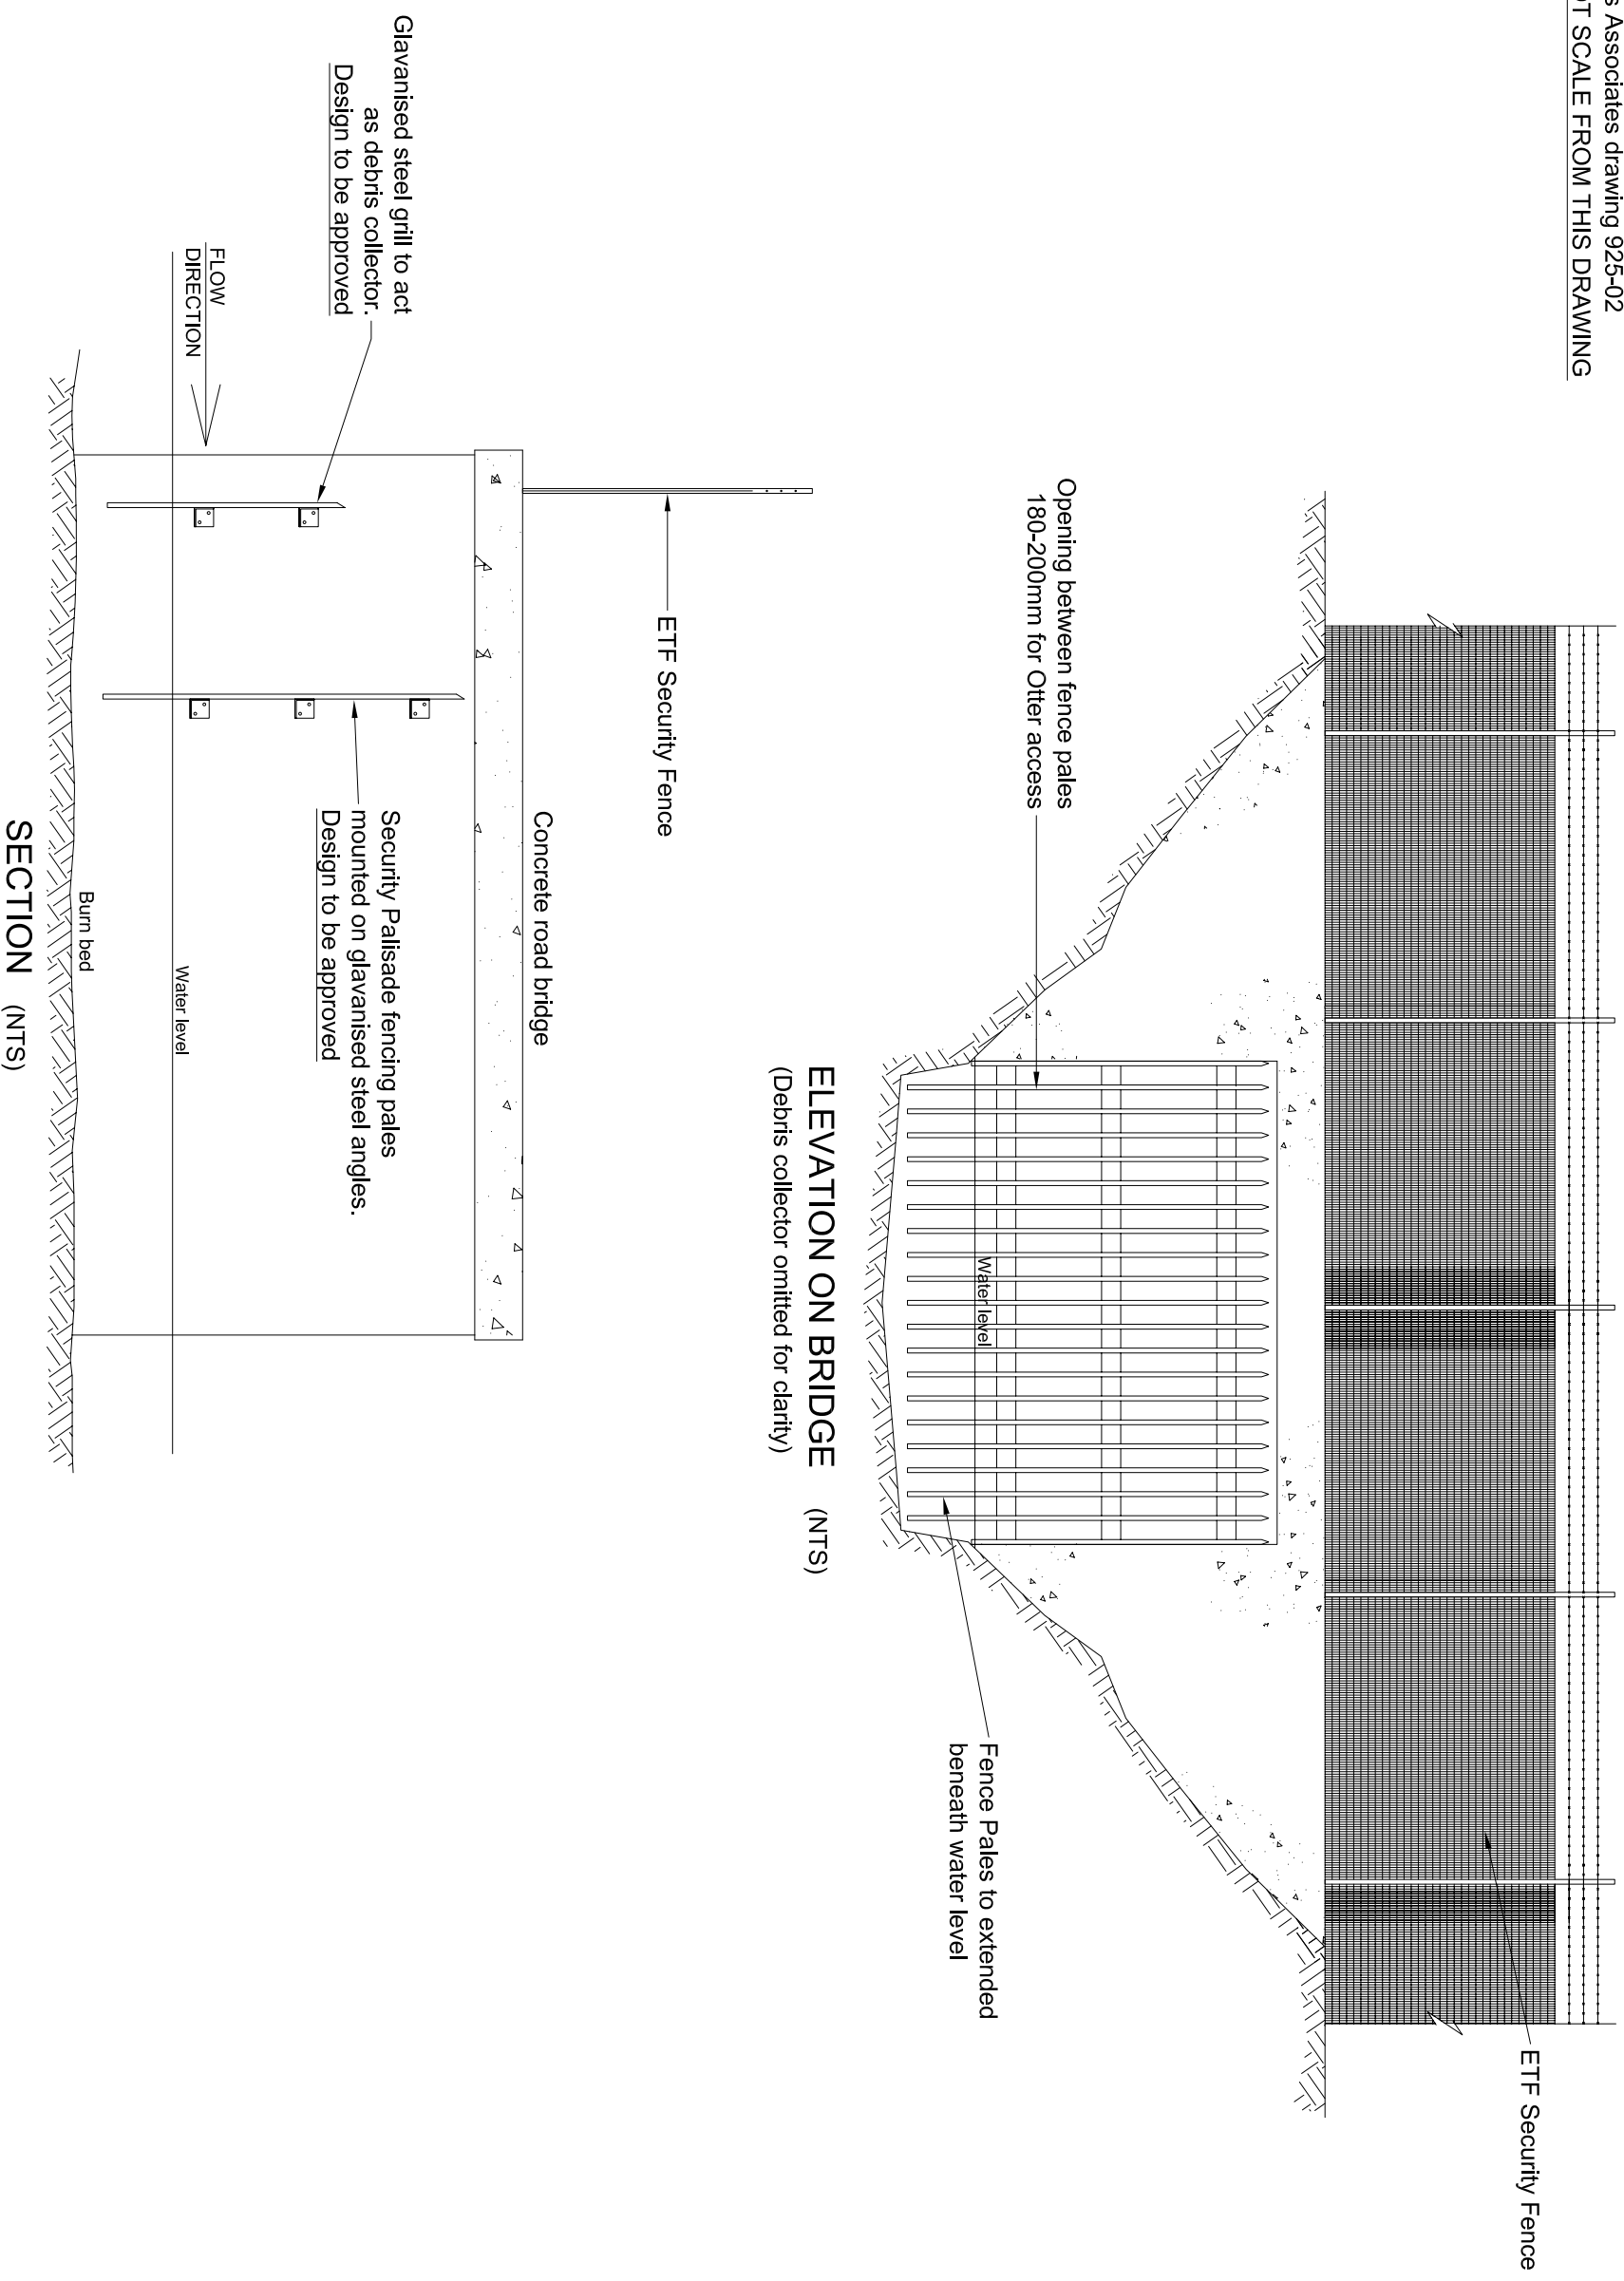 s Associates drawing 925-02
OT SCALE FROM THIS DRAWING
ETF Security Fence
Opening between fence pales
180-200mm for Otter access
Water level
Fence Pales to extended
beneath water level
ELEVATION ON BRIDGE (NTS)
(Debris collector omitted for clarity)
ETF Security Fence
Concrete road bridge
Glavanised steel grill to act
as debris collector.
Design to be approved
Security Palisade fencing pales
mounted on glavanised steel angles.
Design to be approved
FLOW
DIRECTION
Water level
Burn bed
SECTION (NTS)